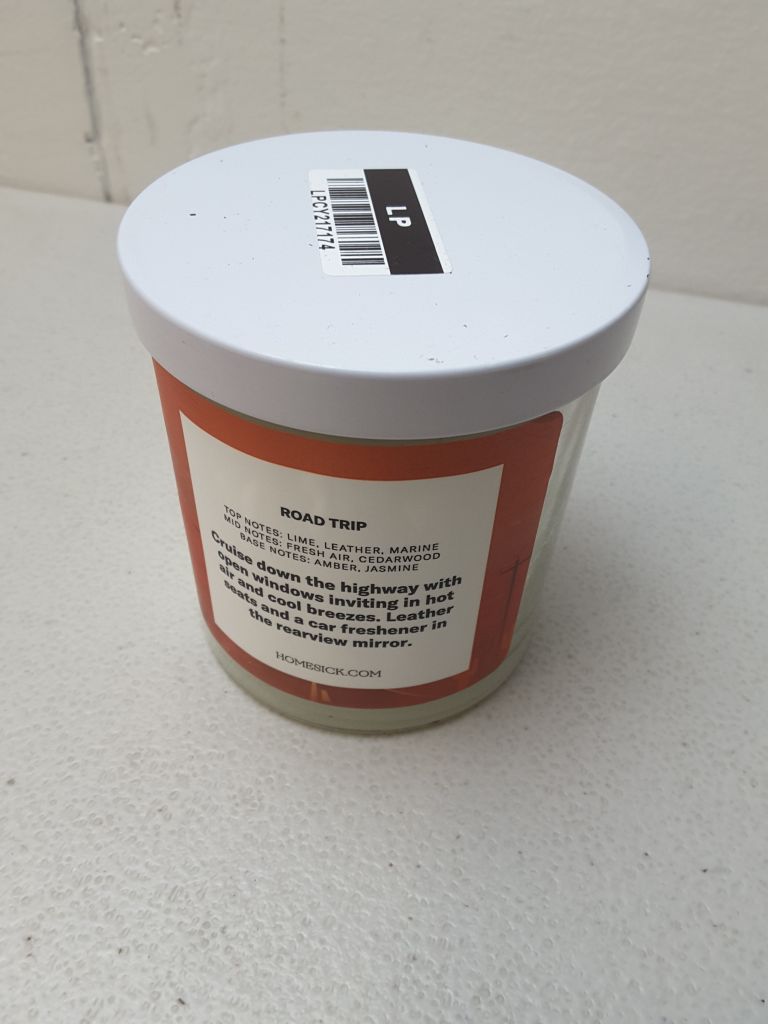 LP
LPCY217174
ROAD TRIP
TOP NOTES: LIME, LEATHER, MARINE
MID NOTES: FRESH AIR, CEDARWOOD
BASE NOTES: AMBER, JASMINE
Cruise down the highway with
open windows inviting in hot
air and cool breezes. Leather
seats and a car freshener in
the rearview mirror.
HOMESICK.COM